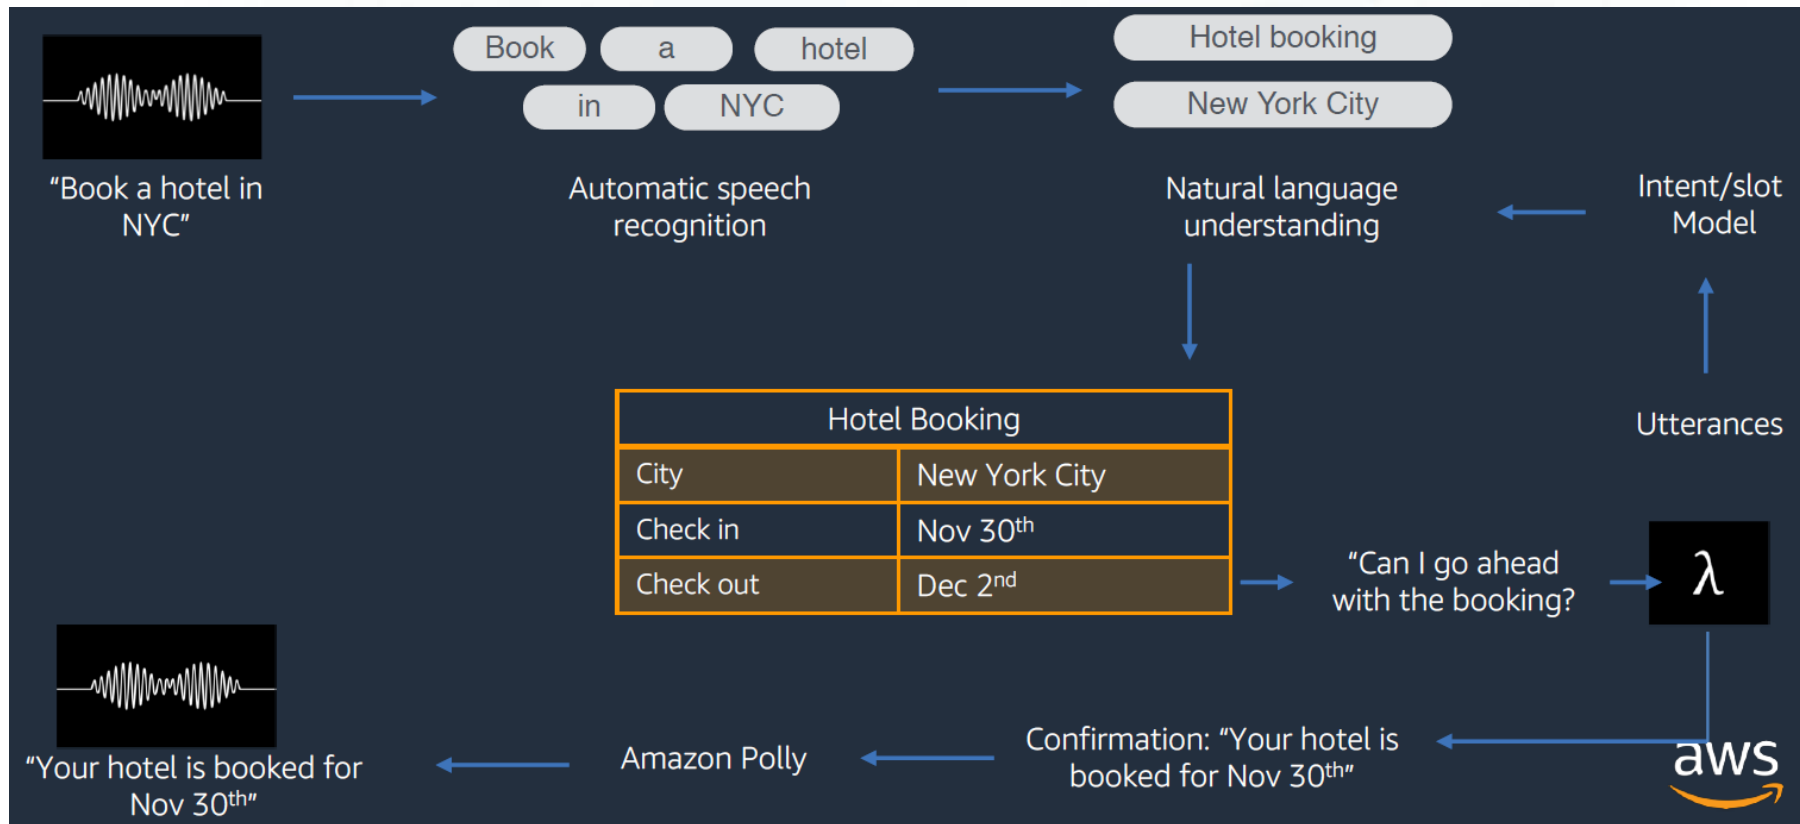 Book a hotel
in NYC
Hotel booking
New York City
“Book a hotel in
NYC”
Automatic speech
recognition
Natural language
understanding
Intent/slot
Model
Utterances
Hotel Booking
City New York City
Check in Nov 30th
Check out Dec 2nd
“Can I go ahead
with the booking?
λ
Confirmation: “Your hotel is
booked for Nov 30th”
Amazon Polly
“Your hotel is booked for
Nov 30th”
aws